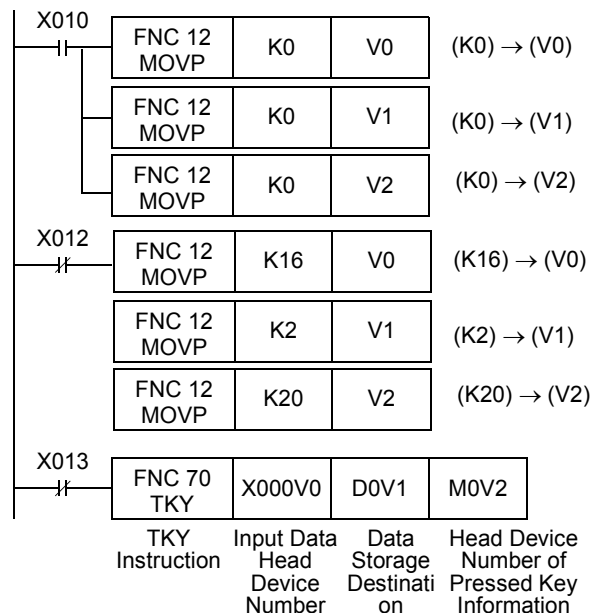 X010
FNC 12
MOVP
K0
V0
(K0) → (V0)
FNC 12
MOVP
K0
V1
(K0) → (V1)
FNC 12
MOVP
K0
V2
(K0) → (V2)
X012
FNC 12
MOVP
K16
V0
(K16) → (V0)
FNC 12
MOVP
K2
V1
(K2) → (V1)
FNC 12
MOVP
K20
V2
(K20) → (V2)
X013
FNC 70
TKY
X000V0
D0V1
M0V2
TKY
Instruction
Input Data
Head
Device
Number
Data
Storage
Destinati
on
Head Device
Number of
Pressed Key
Information